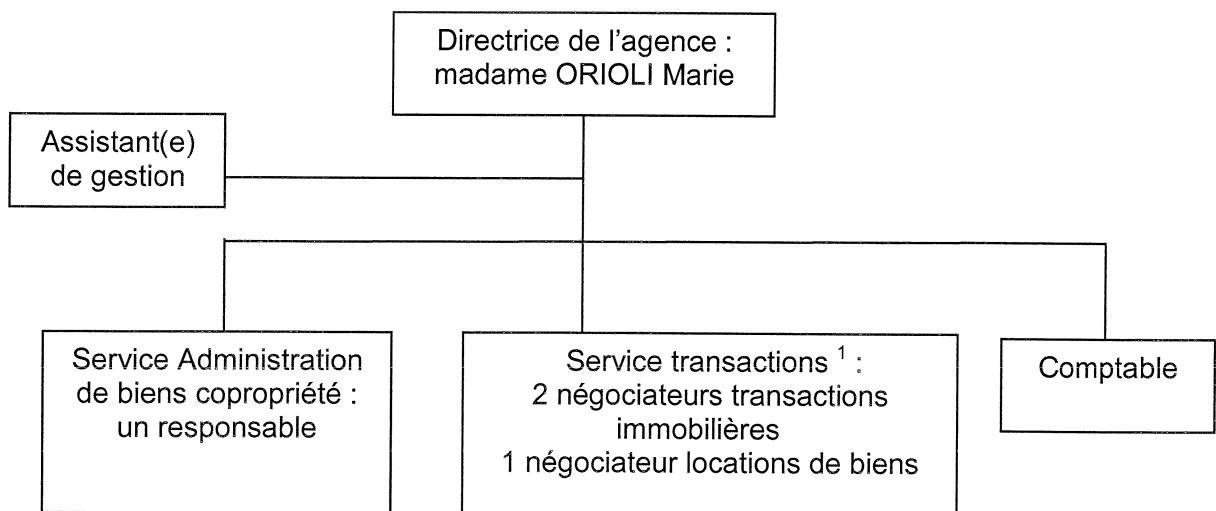 Directrice de l'agence :
madame ORIOLI Marie
Assistant(e)
de gestion
Service Administration
de biens copropriété :
un responsable
Service transactions ¹ :
2 négociateurs transactions
immobilières
1 négociateur locations de biens
Comptable